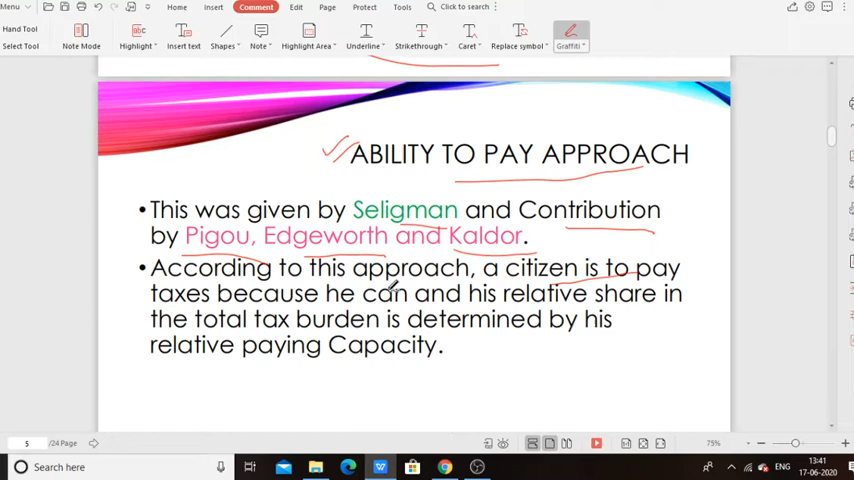 Menu
Home
Insert
Comment
Edit
Page
Protect
Tools
Click to search
Hand Tool
Select Tool
Note Mode
Highlight
Insert text
Shapes
Note
Highlight Area
Underline
Strikethrough
Caret
Replace symbol
Graffiti
ABILITY TO PAY APPROACH
•This was given by Seligman and Contribution
by Pigou, Edgeworth and Kaldor.
•According to this approach, a citizen is to pay
taxes because he can and his relative share in
the total tax burden is determined by his
relative paying Capacity.
5 /24 Page
75%
Search here
ENG
13:41
17-06-2020